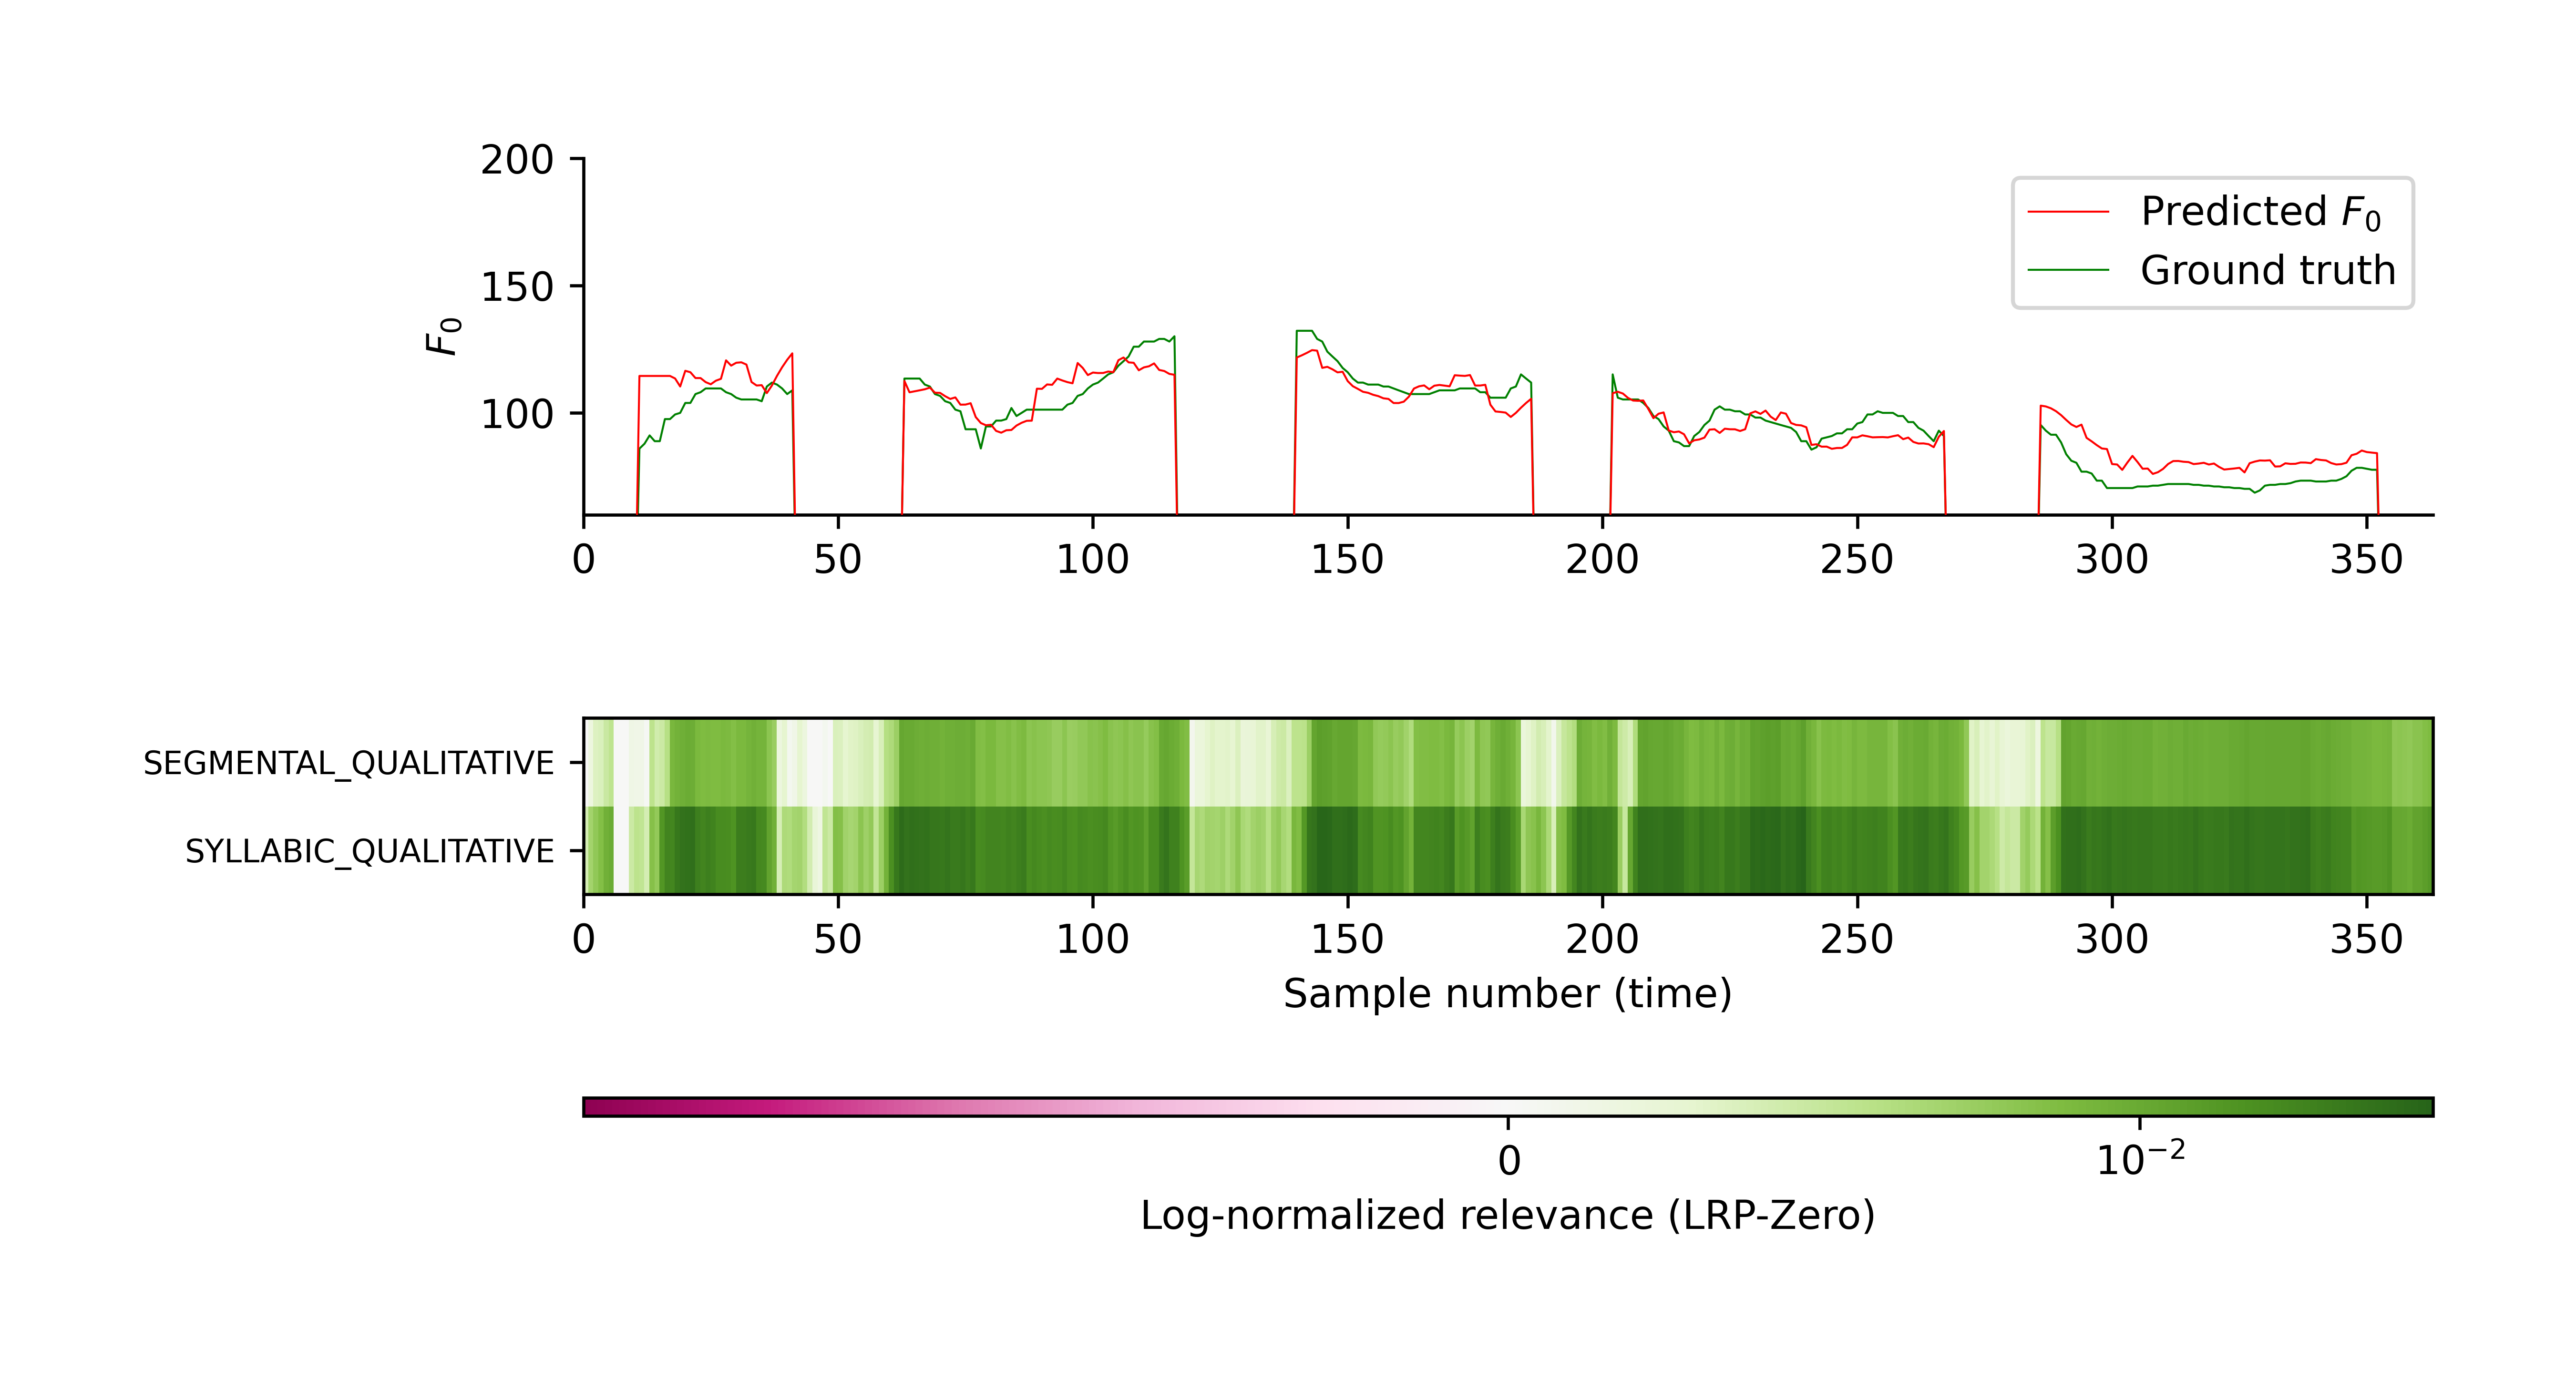 200
150
100
F₀
Predicted F₀
Ground truth
0 50 100 150 200 250 300 350
SEGMENTAL_QUALITATIVE
SYLLABIC_QUALITATIVE
0 50 100 150 200 250 300 350
Sample number (time)
0 10⁻²
Log-normalized relevance (LRP-Zero)